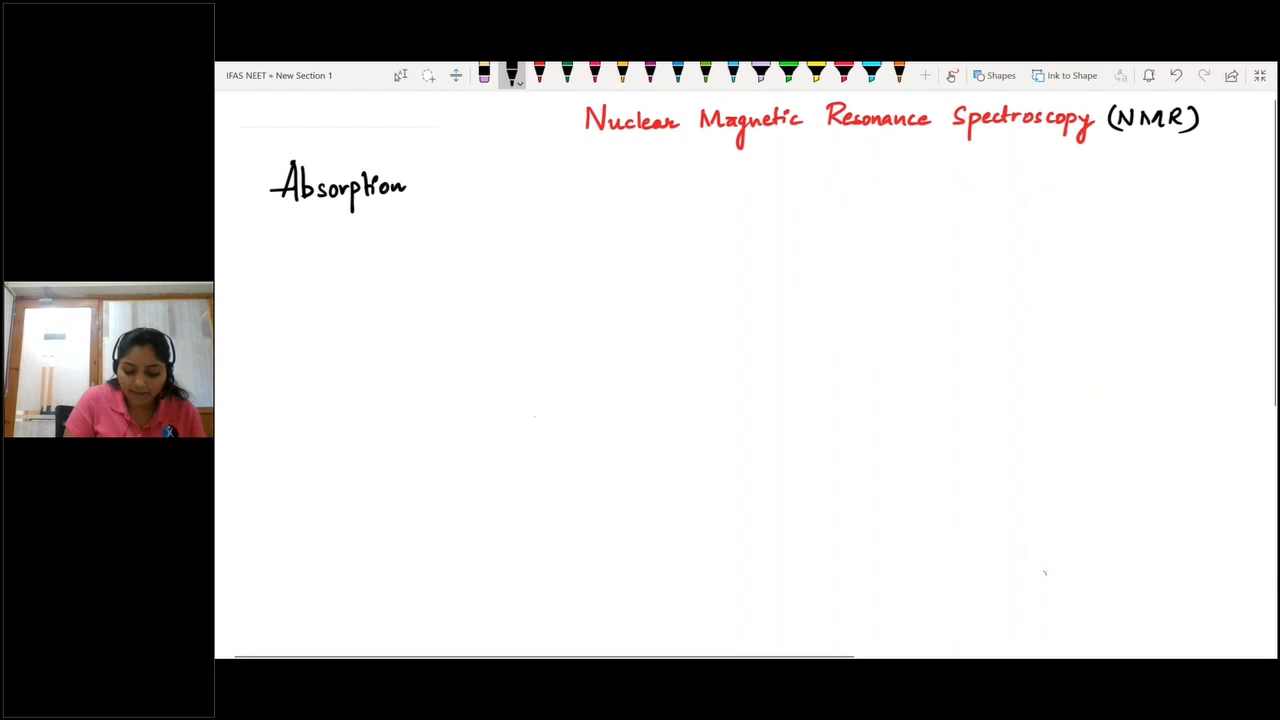 IFAS NEET » New Section 1
Shapes
Ink to Shape
Nuclear Magnetic Resonance Spectroscopy (NMR)
Absorption